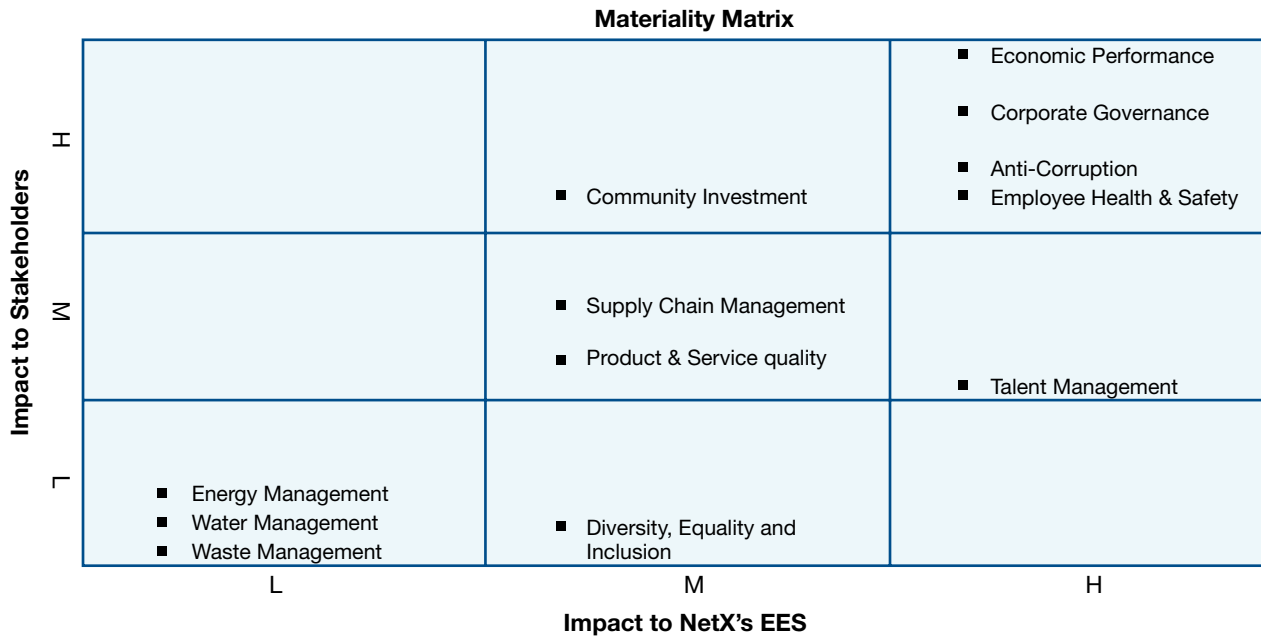 Materiality Matrix
Economic Performance
Corporate Governance
H
Anti-Corruption
Community Investment
Employee Health & Safety
Impact to Stakeholders
M
Supply Chain Management
Product & Service quality
Talent Management
L
Energy Management
Water Management
Waste Management
Diversity, Equality and
Inclusion
L
M
H
Impact to NetX's EES